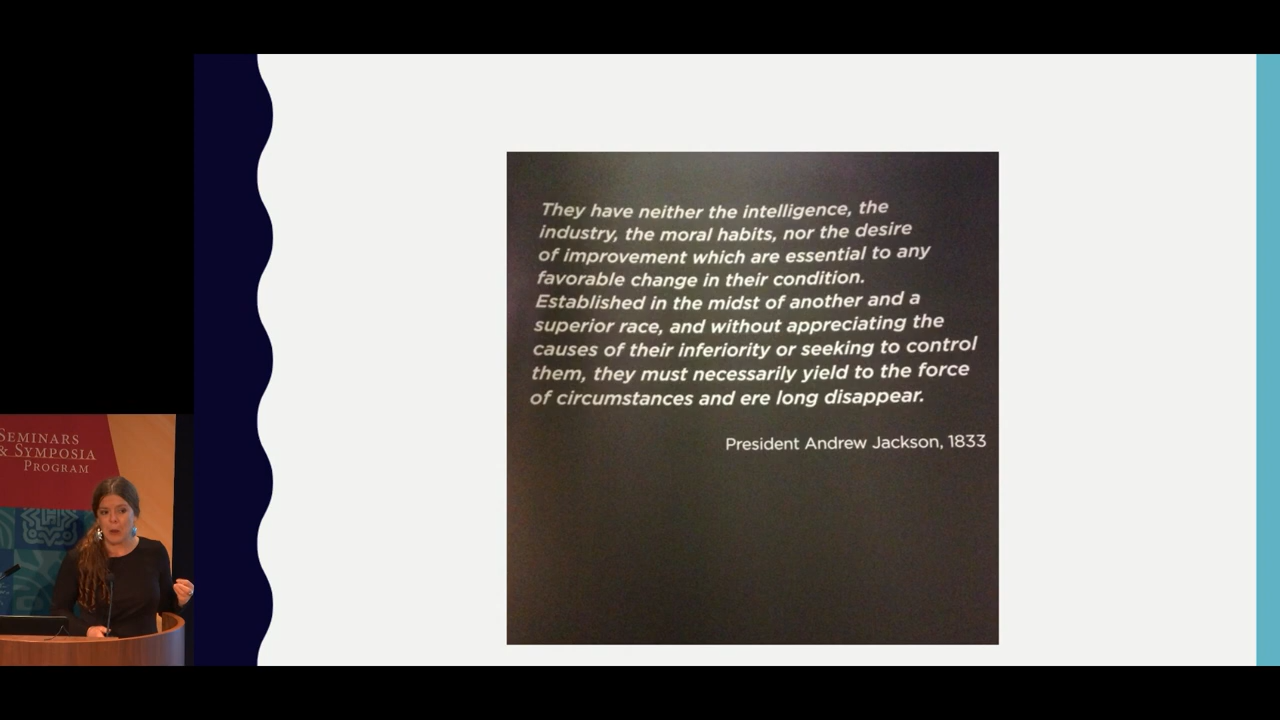 They have neither the intelligence, the
industry, the moral habits, nor the desire
of improvement which are essential to any
favorable change in their condition.
Established in the midst of another and a
superior race, and without appreciating the
causes of their inferiority or seeking to control
them, they must necessarily yield to the force
of circumstances and ere long disappear.
President Andrew Jackson, 1833
SEMINARS
& SYMPOSIA
PROGRAM